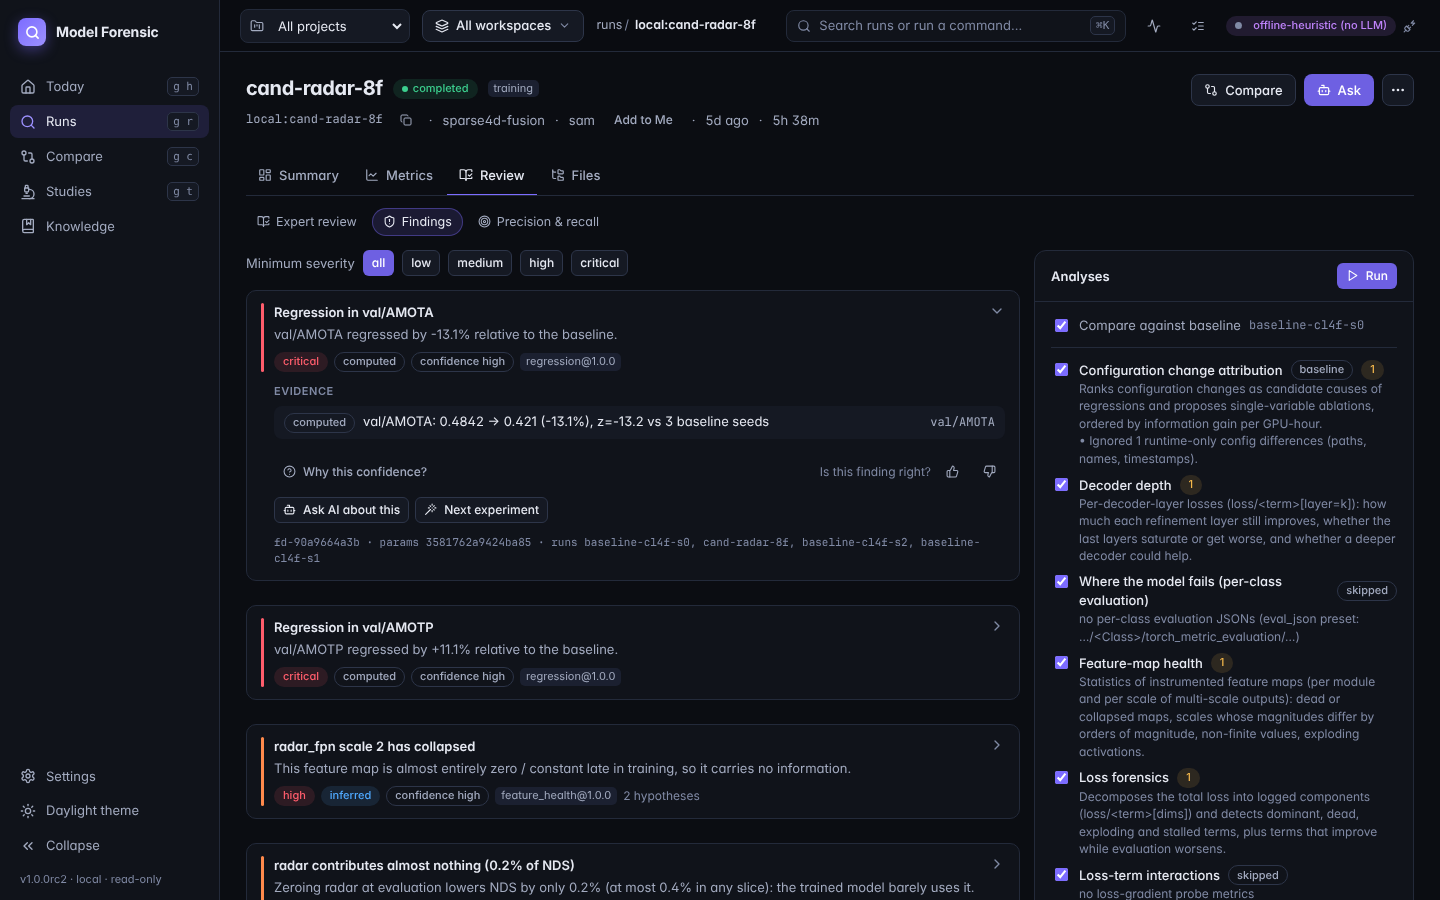 Model Forensic
Today g h
Runs g r
Compare g c
Studies g t
Knowledge
Settings
Daylight theme
Collapse
v1.0.0rc2 · local · read-only
All projects
All workspaces
runs / local:cand-radar-8f
Search runs or run a command... ⌘K
offline-heuristic (no LLM)
cand-radar-8f completed training
Compare
Ask
local:cand-radar-8f · sparse4d-fusion · sam Add to Me · 5d ago · 5h 38m
Summary
Metrics
Review
Files
Expert review
Findings
Precision & recall
Minimum severity all low medium high critical
Regression in val/AMOTA
val/AMOTA regressed by -13.1% relative to the baseline.
critical computed confidence high regression@1.0.0
EVIDENCE
computed val/AMOTA: 0.4842 → 0.421 (-13.1%), z=-13.2 vs 3 baseline seeds val/AMOTA
Why this confidence? Is this finding right?
Ask AI about this Next experiment
fd-90a9664a3b · params 3581762a9424ba85 · runs baseline-cl4f-s0, cand-radar-8f, baseline-cl4f-s2, baseline-
cl4f-s1
Regression in val/AMOTP
val/AMOTP regressed by +11.1% relative to the baseline.
critical computed confidence high regression@1.0.0
radar_fpn scale 2 has collapsed
This feature map is almost entirely zero / constant late in training, so it carries no information.
high inferred confidence high feature_health@1.0.0 2 hypotheses
radar contributes almost nothing (0.2% of NDS)
Zeroing radar at evaluation lowers NDS by only 0.2% (at most 0.4% in any slice): the trained model barely uses it.
Analyses Run
Compare against baseline baseline-cl4f-s0
Configuration change attribution baseline 1
Ranks configuration changes as candidate causes of
regressions and proposes single-variable ablations,
ordered by information gain per GPU-hour.
• Ignored 1 runtime-only config differences (paths,
names, timestamps).
Decoder depth 1
Per-decoder-layer losses (loss/<term>[layer=k]): how
much each refinement layer still improves, whether the
last layers saturate or get worse, and whether a deeper
decoder could help.
Where the model fails (per-class
evaluation) skipped
no per-class evaluation JSONs (eval_json preset:
.../<Class>/torch_metric_evaluation/...)
Feature-map health 1
Statistics of instrumented feature maps (per module
and per scale of multi-scale outputs): dead or
collapsed maps, scales whose magnitudes differ by
orders of magnitude, non-finite values, exploding
activations.
Loss forensics 1
Decomposes the total loss into logged components
(loss/<term>[dims]) and detects dominant, dead,
exploding and stalled terms, plus terms that improve
while evaluation worsens.
Loss-term interactions skipped
no loss-gradient probe metrics